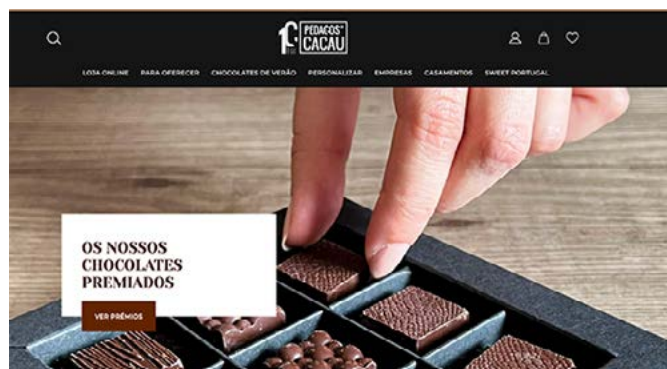 PEDAÇOS
CACAU
LOJA ONLINE PARA OFERECER CHOCOLATES DE VERÃO PERSONALIZAR EMPRESAS CASAMENTOS SWEET PORTUGAL
OS NOSSOS
CHOCOLATES
PREMIADOS
VER PRÉMIOS